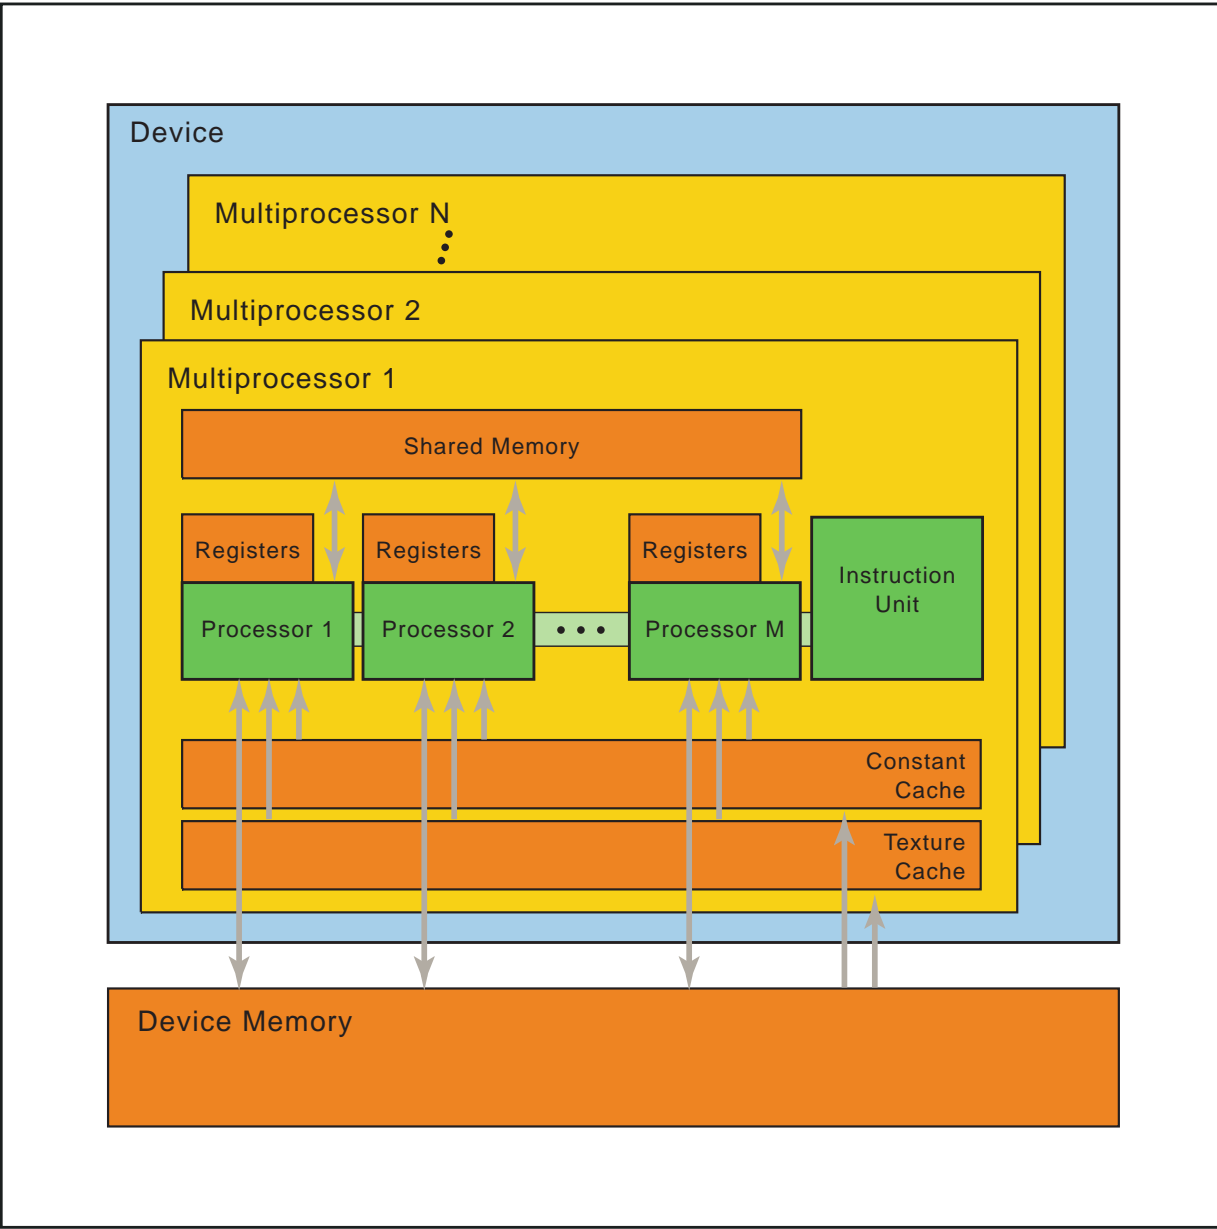 Device
Multiprocessor N
Multiprocessor 2
Multiprocessor 1
Shared Memory
Registers
Registers
Registers
Instruction
Unit
Processor 1
Processor 2
Processor M
Constant
Cache
Texture
Cache
Device Memory